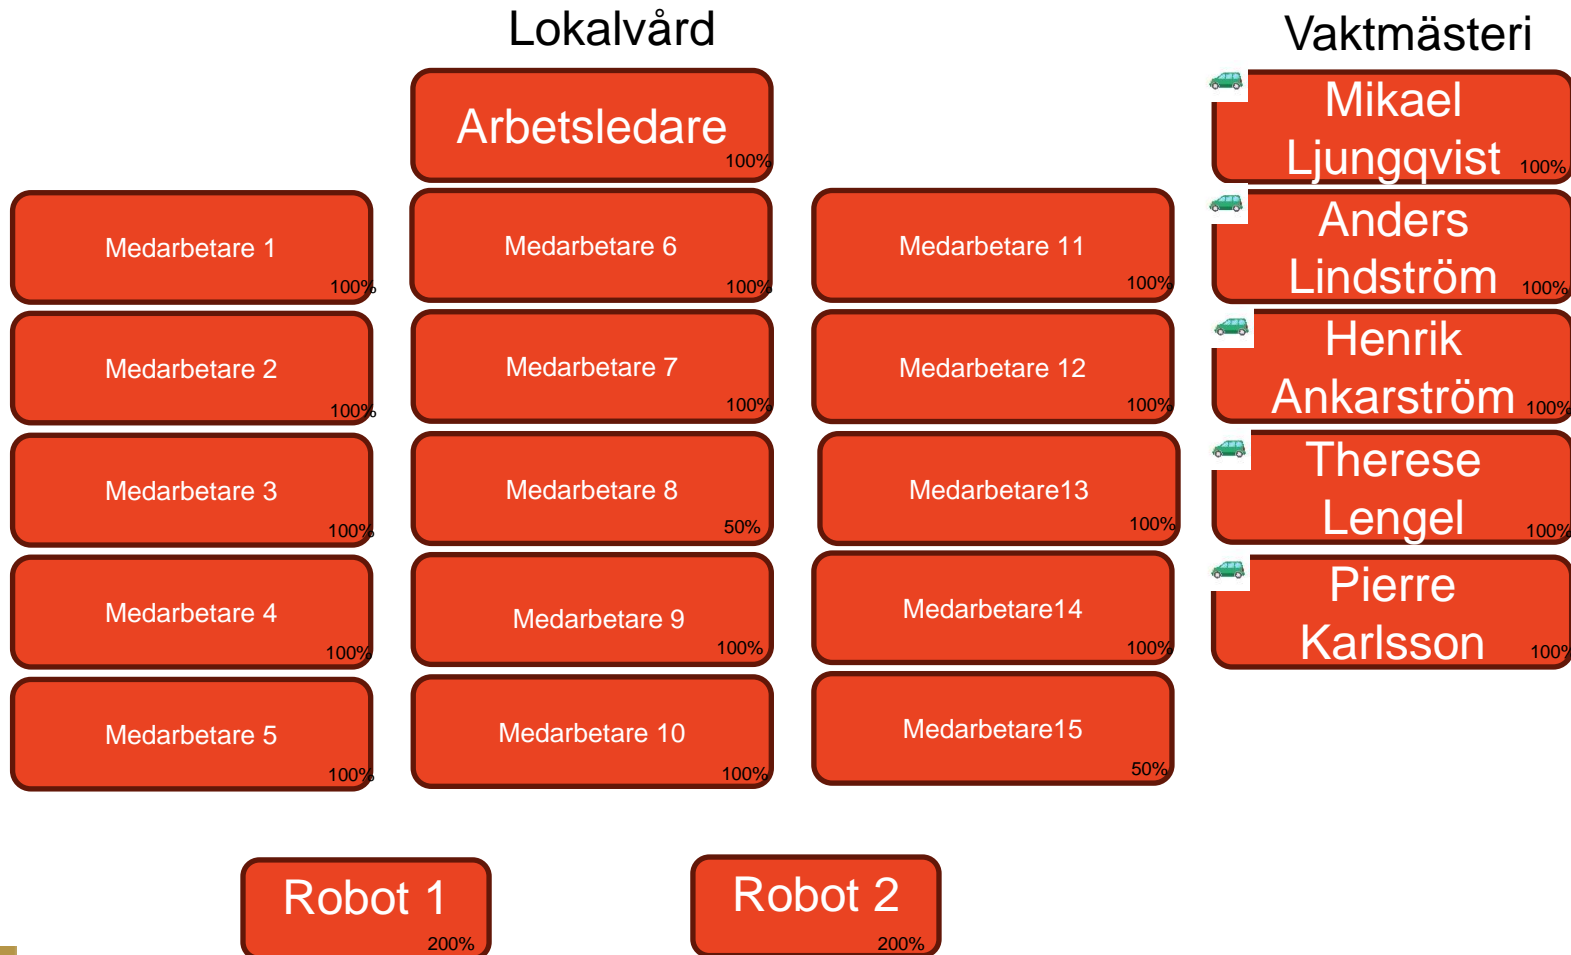 Lokalvård
Vaktmästeri
Arbetsledare
100%
Mikael
Ljungqvist
100%
Medarbetare 1
100%
Medarbetare 6
100%
Medarbetare 11
100%
Anders
Lindström
100%
Medarbetare 2
100%
Medarbetare 7
100%
Medarbetare 12
100%
Henrik
Ankarström
100%
Medarbetare 3
100%
Medarbetare 8
50%
Medarbetare13
100%
Therese
Lengel
100%
Medarbetare 4
100%
Medarbetare 9
100%
Medarbetare14
100%
Pierre
Karlsson
100%
Medarbetare 5
100%
Medarbetare 10
100%
Medarbetare15
50%
Robot 1
200%
Robot 2
200%